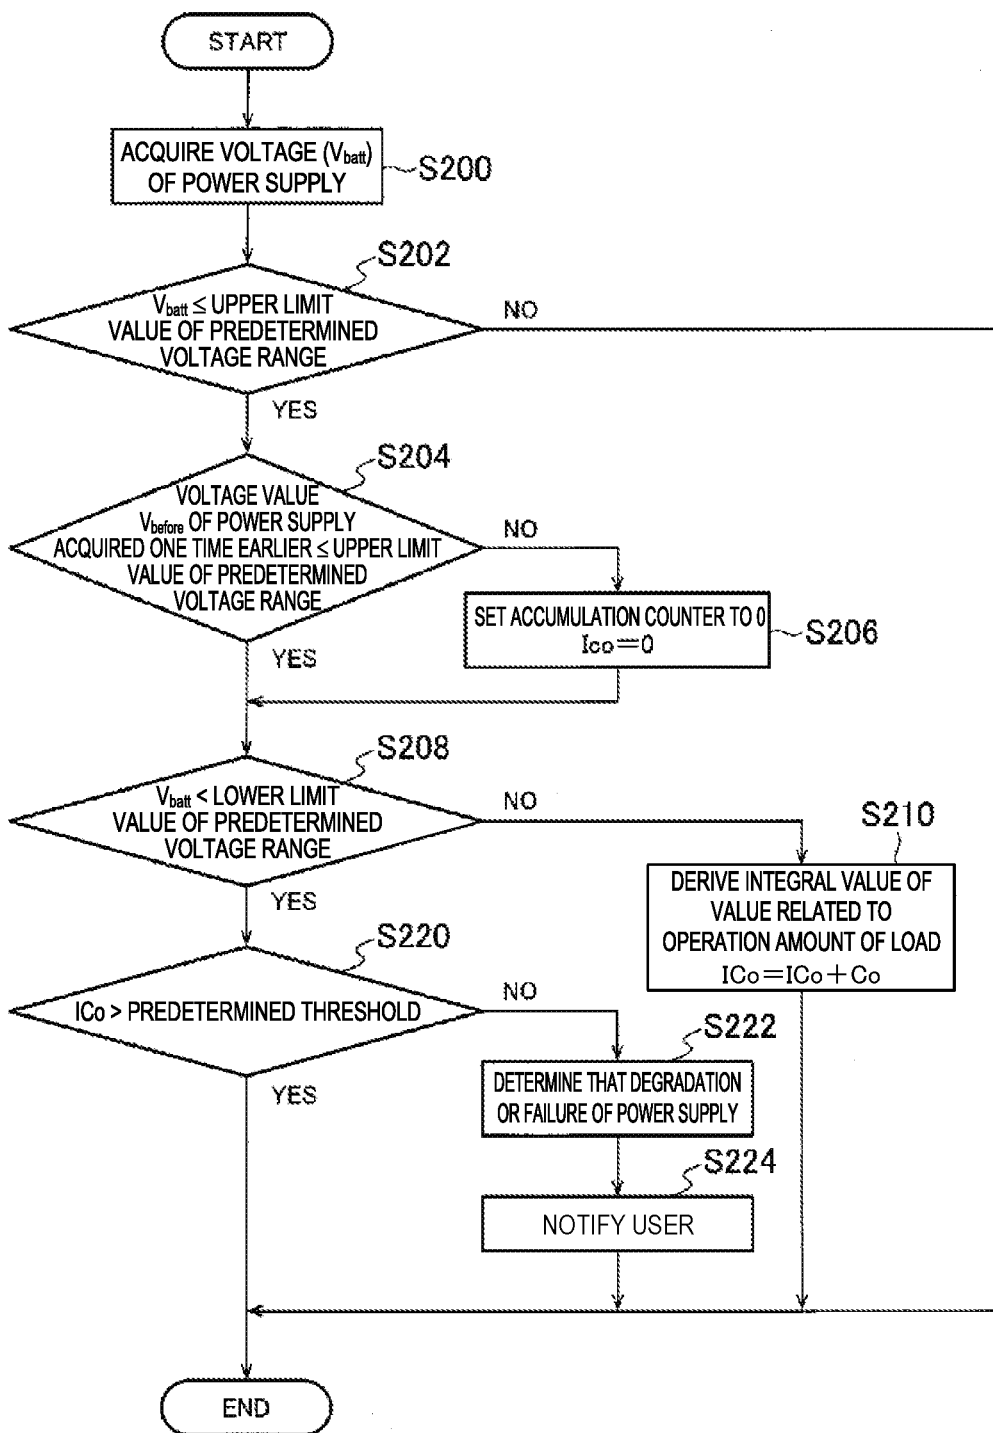 START
ACQUIRE VOLTAGE (Vbatt)
OF POWER SUPPLY
S200
S202
Vbatt ≤ UPPER LIMIT
VALUE OF PREDETERMINED
VOLTAGE RANGE
NO
YES
S204
VOLTAGE VALUE
Vbefore OF POWER SUPPLY
ACQUIRED ONE TIME EARLIER ≤ UPPER LIMIT
VALUE OF PREDETERMINED
VOLTAGE RANGE
NO
YES
SET ACCUMULATION COUNTER TO 0
Ico=0
S206
S208
Vbatt < LOWER LIMIT
VALUE OF PREDETERMINED
VOLTAGE RANGE
NO
YES
S210
DERIVE INTEGRAL VALUE OF
VALUE RELATED TO
OPERATION AMOUNT OF LOAD
ICo=ICo+Co
S220
ICo > PREDETERMINED THRESHOLD
NO
YES
S222
DETERMINE THAT DEGRADATION
OR FAILURE OF POWER SUPPLY
S224
NOTIFY USER
END